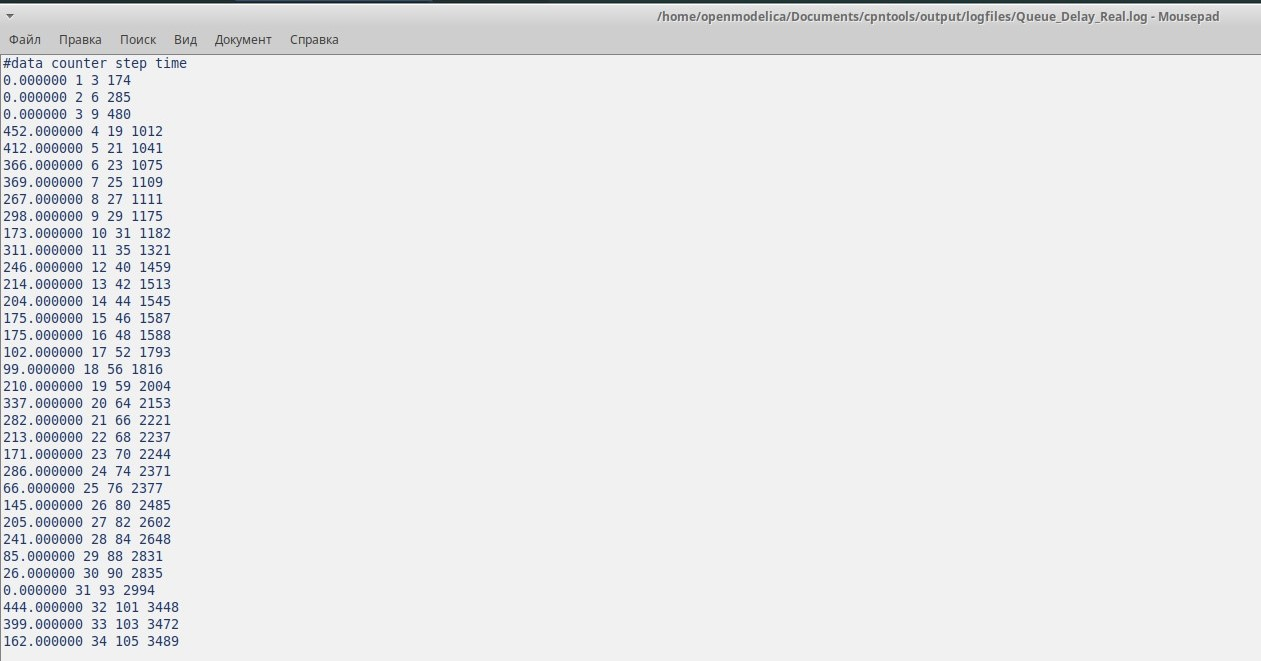 /home/openmodelica/Documents/cpntools/output/logfiles/Queue_Delay_Real.log - Mousepad
Файл Правка Поиск Вид Документ Справка
#data counter step time
0.000000 1 3 174
0.000000 2 6 285
0.000000 3 9 480
452.000000 4 19 1012
412.000000 5 21 1041
366.000000 6 23 1075
369.000000 7 25 1109
267.000000 8 27 1111
298.000000 9 29 1175
173.000000 10 31 1182
311.000000 11 35 1321
246.000000 12 40 1459
214.000000 13 42 1513
204.000000 14 44 1545
175.000000 15 46 1587
175.000000 16 48 1588
102.000000 17 52 1793
99.000000 18 56 1816
210.000000 19 59 2004
337.000000 20 64 2153
282.000000 21 66 2221
213.000000 22 68 2237
171.000000 23 70 2244
286.000000 24 74 2371
66.000000 25 76 2377
145.000000 26 80 2485
205.000000 27 82 2602
241.000000 28 84 2648
85.000000 29 88 2831
26.000000 30 90 2835
0.000000 31 93 2994
444.000000 32 101 3448
399.000000 33 103 3472
162.000000 34 105 3489